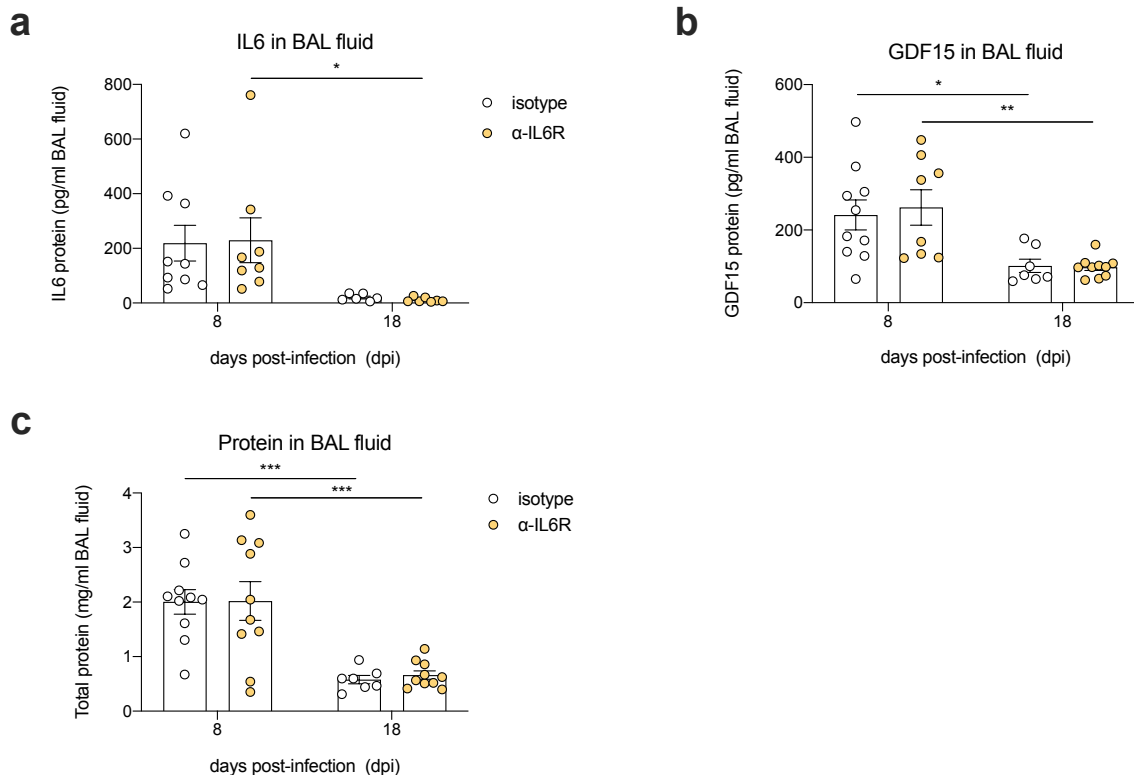 a
IL6 in BAL fluid
*
800
600
400
200
0
IL6 protein (pg/ml BAL fluid)
8
18
days post-infection (dpi)
isotype
α-IL6R
b
GDF15 in BAL fluid
*
**
600
400
200
0
GDF15 protein (pg/ml BAL fluid)
8
18
days post-infection (dpi)
c
Protein in BAL fluid
***
***
4
3
2
1
0
Total protein (mg/ml BAL fluid)
8
18
days post-infection (dpi)
isotype
α-IL6R